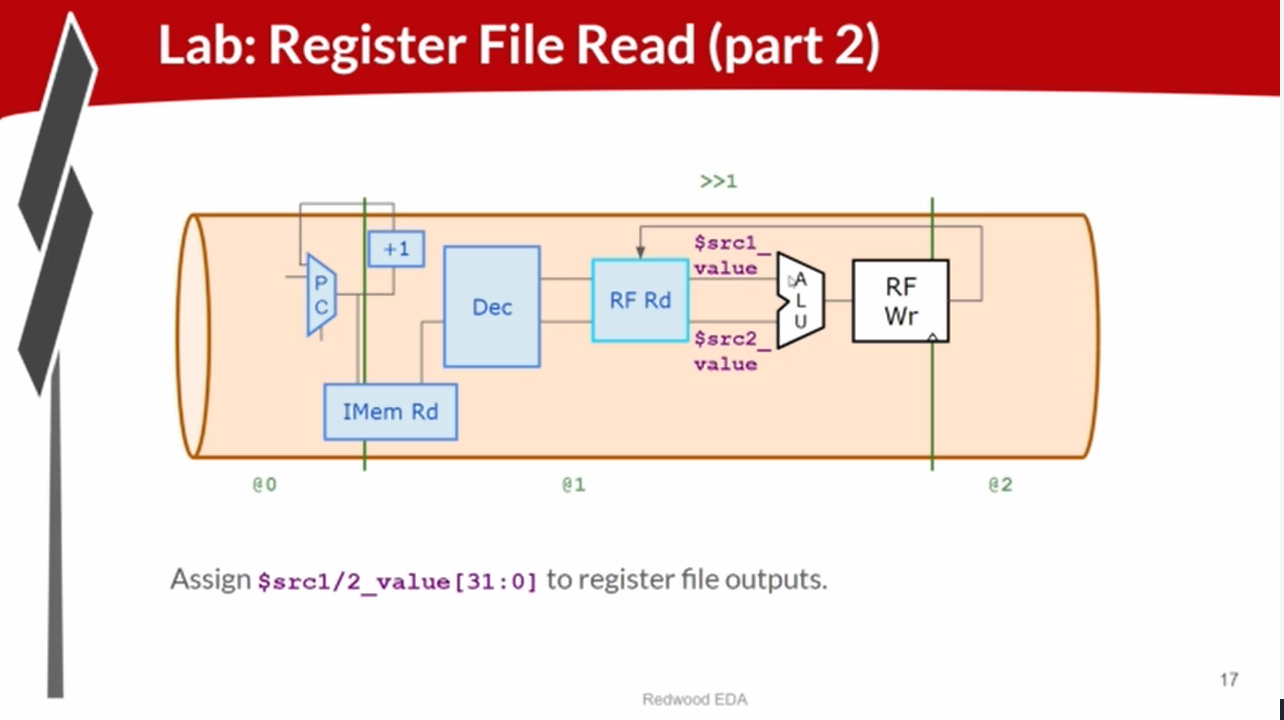 Lab: Register File Read (part 2)
>>1
+1
P
C
Dec
RF Rd
$src1_
value
$src2_
value
A
L
U
RF
Wr
IMem Rd
@0
@1
@2
Assign $src1/2_value[31:0] to register file outputs.
17
Redwood EDA